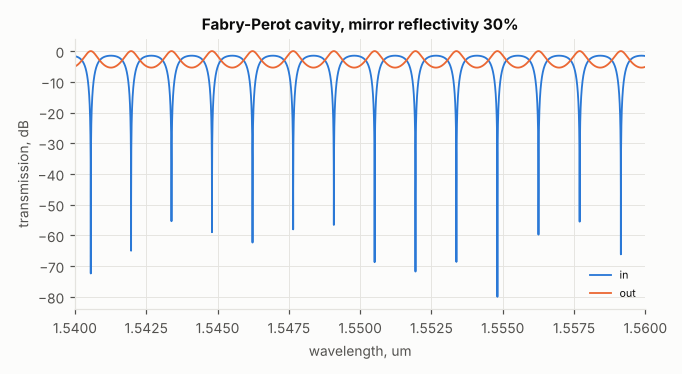 Fabry-Perot cavity, mirror reflectivity 30%
transmission, dB
0
−10
−20
−30
−40
−50
−60
−70
−80
in
out
1.5400 1.5425 1.5450 1.5475 1.5500 1.5525 1.5550 1.5575 1.5600
wavelength, um